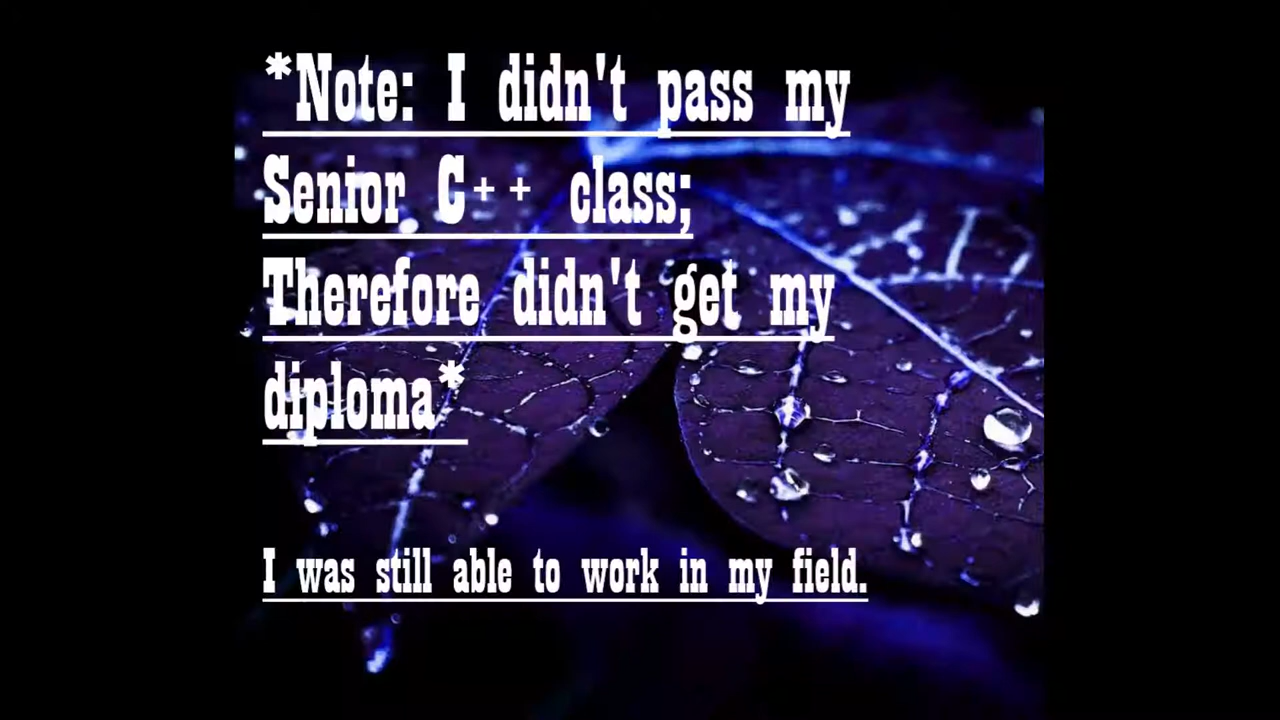 *Note: I didn't pass my
Senior C++ class;
Therefore didn't get my
diploma*
I was still able to work in my field.